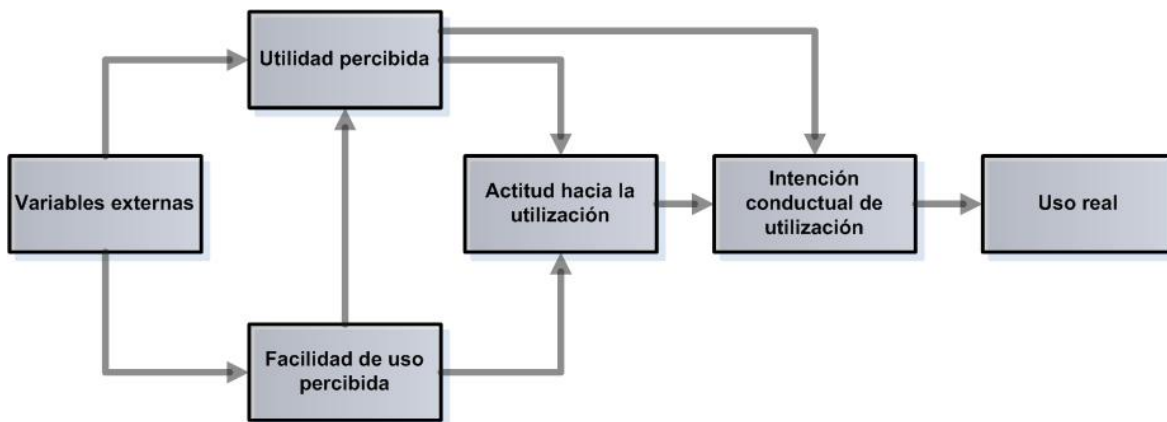 Utilidad percibida
Variables externas
Actitud hacia la
utilización
Intención
conductual de
utilización
Uso real
Facilidad de uso
percibida